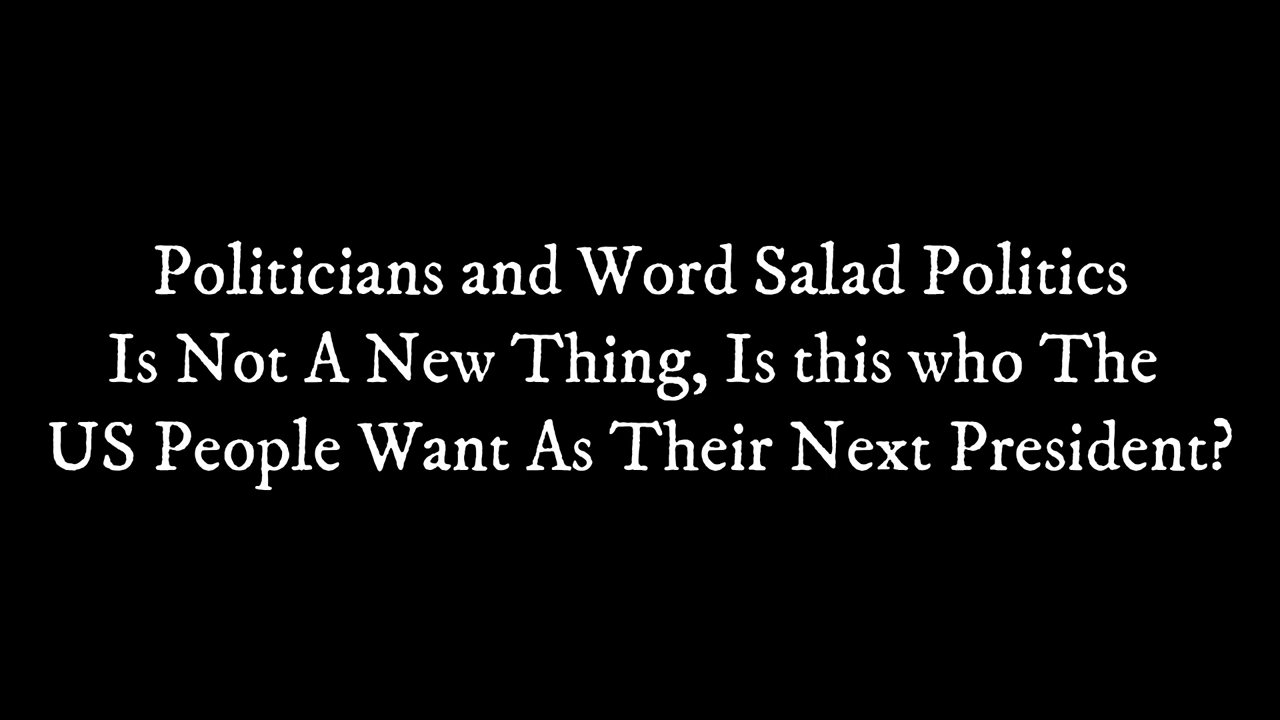 Politicians and Word Salad Politics
Is Not A New Thing, Is this who The
US People Want As Their Next President?